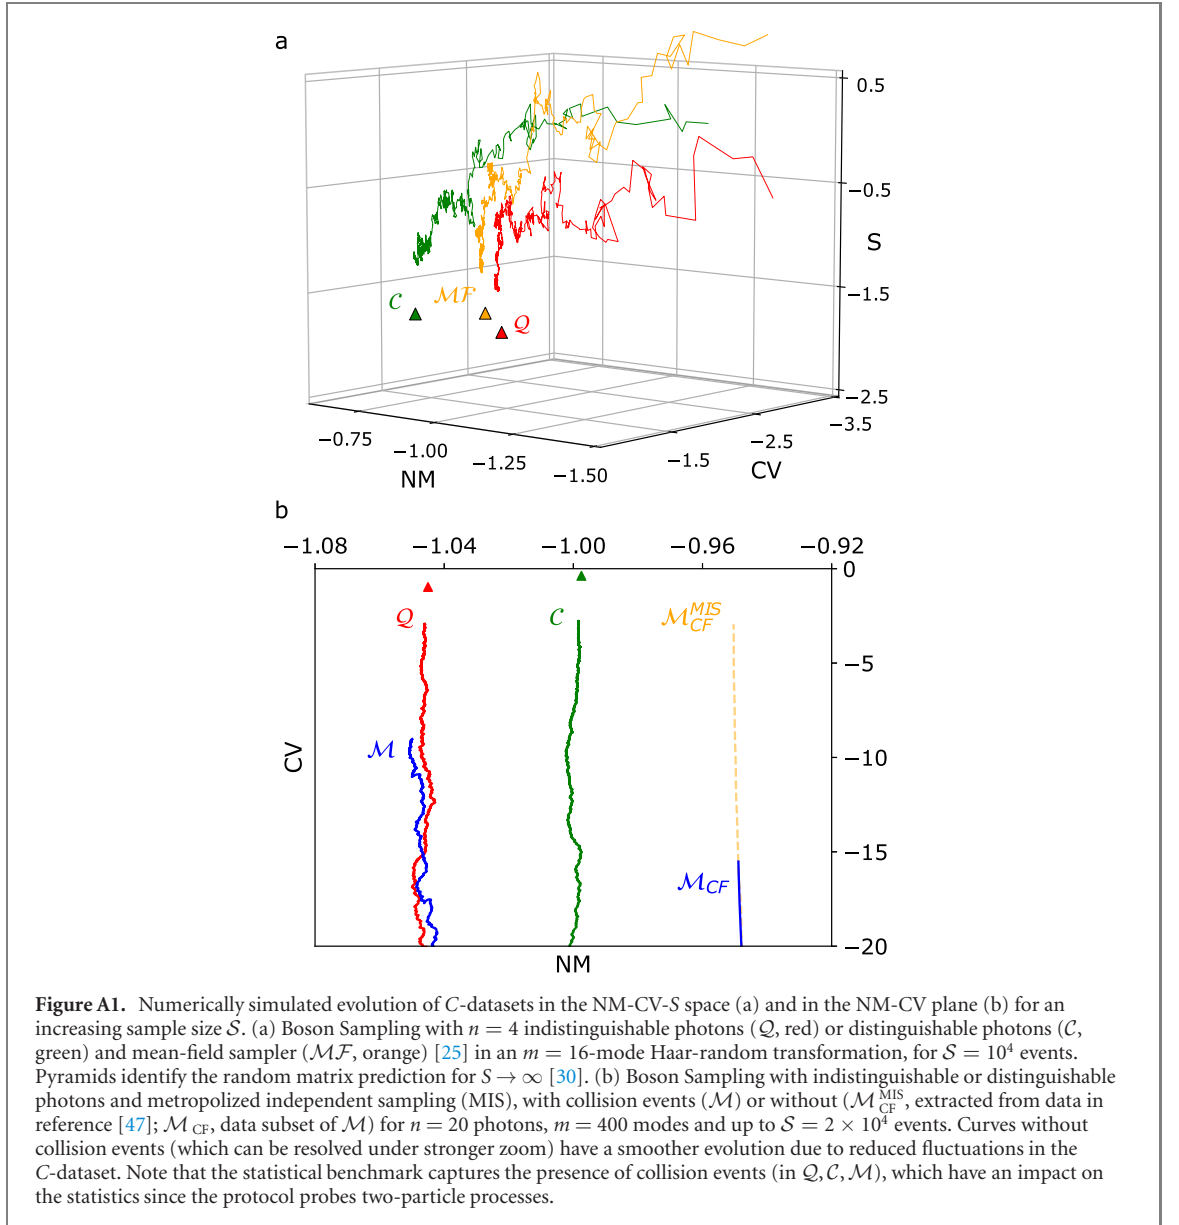 a
0.5
−0.5
S
−1.5
−2.5
C
MF
Q
−0.75
−1.00
−1.25
−1.50
NM
−1.5
−2.5
−3.5
CV
b
−1.08 −1.04 −1.00 −0.96 −0.92
0
−5
−10
−15
−20
CV
Q
C
M_CF^MIS
M
M_CF
NM
Figure A1. Numerically simulated evolution of C-datasets in the NM-CV-S space (a) and in the NM-CV plane (b) for an
increasing sample size S. (a) Boson Sampling with n = 4 indistinguishable photons (Q, red) or distinguishable photons (C,
green) and mean-field sampler (MF, orange) [25] in an m = 16-mode Haar-random transformation, for S = 10⁴ events.
Pyramids identify the random matrix prediction for S → ∞ [30]. (b) Boson Sampling with indistinguishable or distinguishable
photons and metropolized independent sampling (MIS), with collision events (M) or without (M_CF^MIS, extracted from data in
reference [47]; M_CF, data subset of M) for n = 20 photons, m = 400 modes and up to S = 2 × 10⁴ events. Curves without
collision events (which can be resolved under stronger zoom) have a smoother evolution due to reduced fluctuations in the
C-dataset. Note that the statistical benchmark captures the presence of collision events (in Q, C, M), which have an impact on
the statistics since the protocol probes two-particle processes.